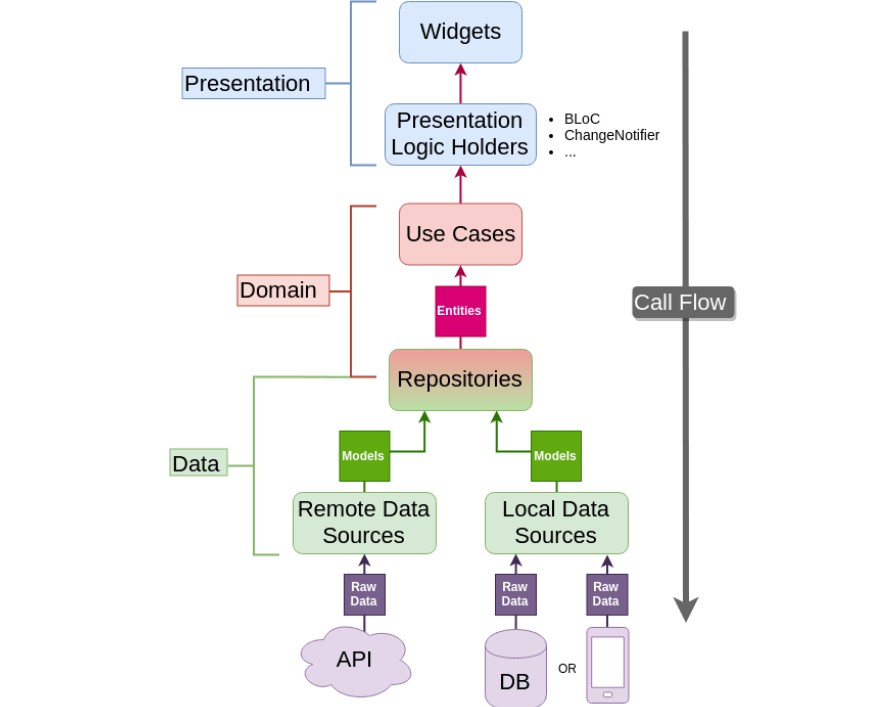 Widgets
Presentation
Presentation
Logic Holders
• BLoC
• ChangeNotifier
• ...
Use Cases
Domain
Entities
Call Flow
Repositories
Data
Models
Models
Remote Data
Sources
Local Data
Sources
Raw
Data
Raw
Data
Raw
Data
API
DB
OR